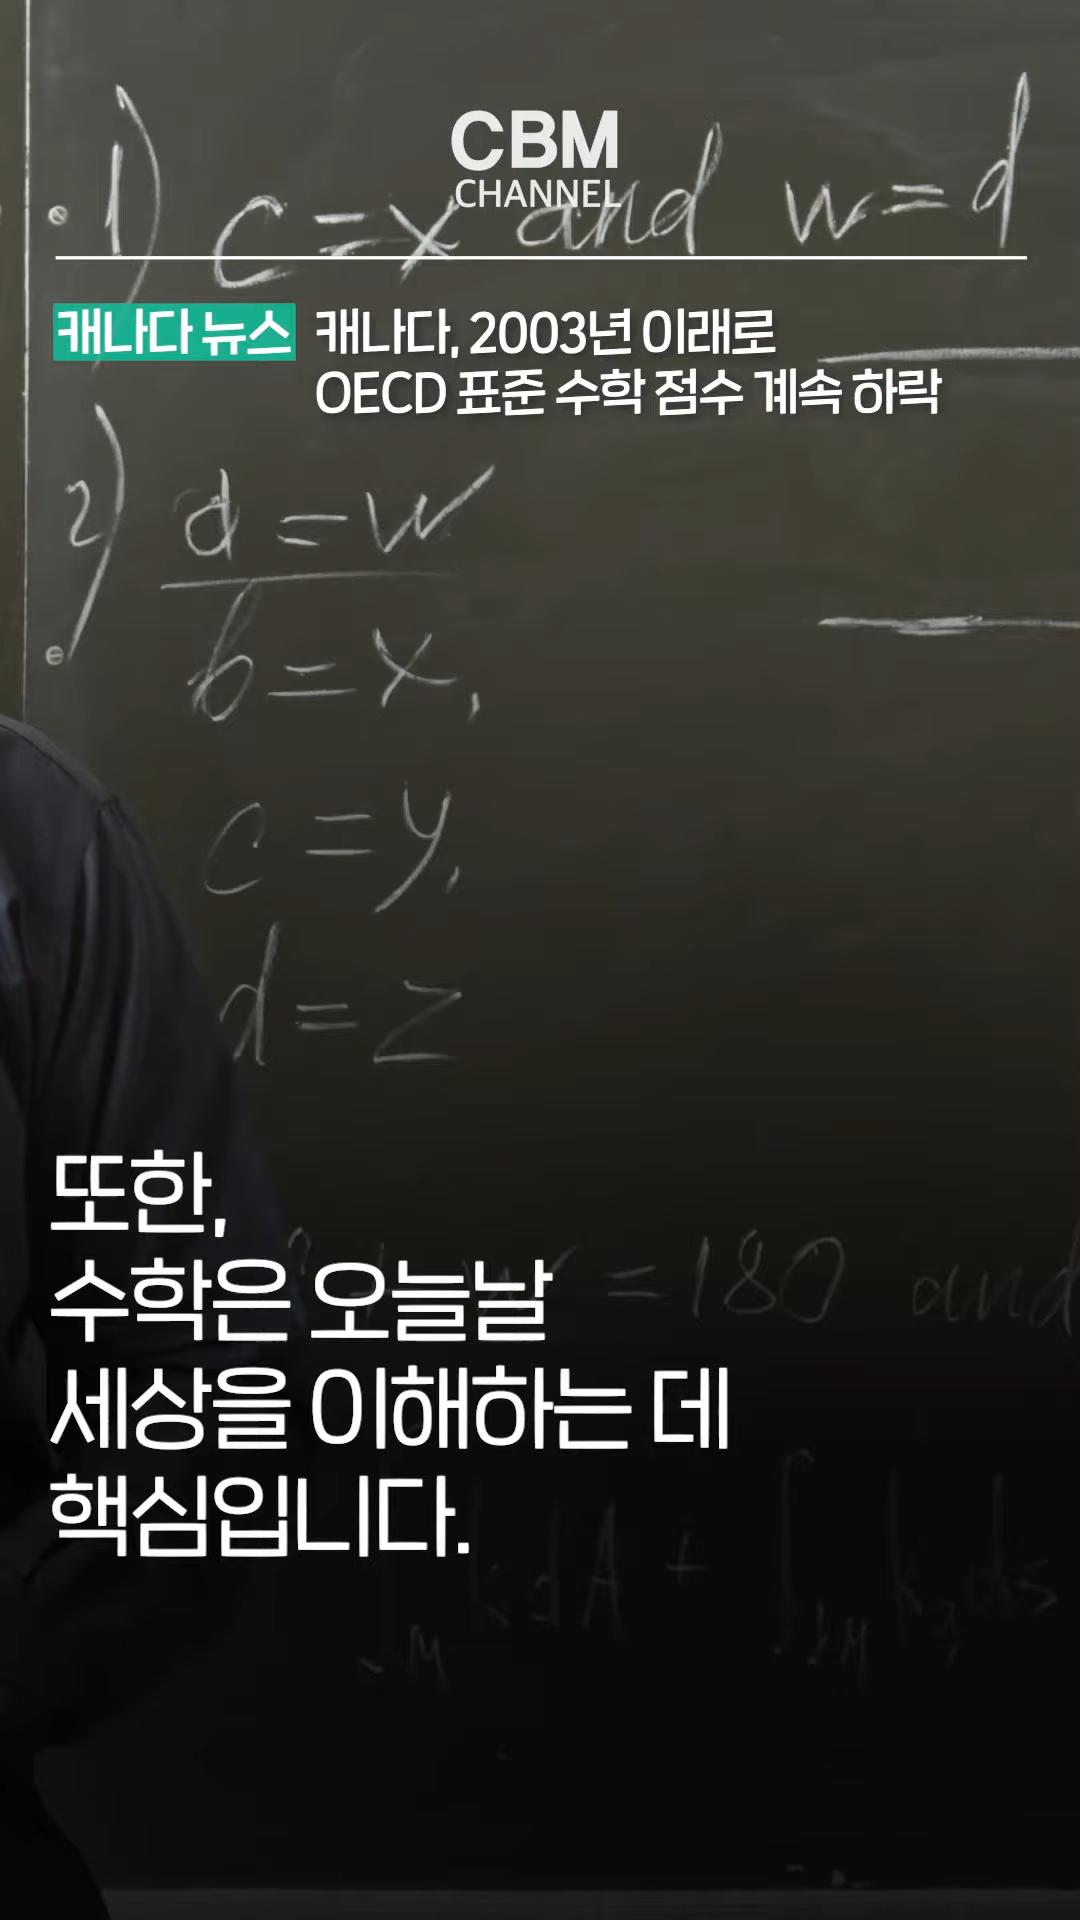 CBM
CHANNEL
1) c = x and w = d
캐나다 뉴스 캐나다, 2003년 이래로
OECD 표준 수학 점수 계속 하락
2) d = w
b = x,
c = y,
d = z
또한,
수학은 오늘날
= 180 and
세상을 이해하는 데
핵심입니다.